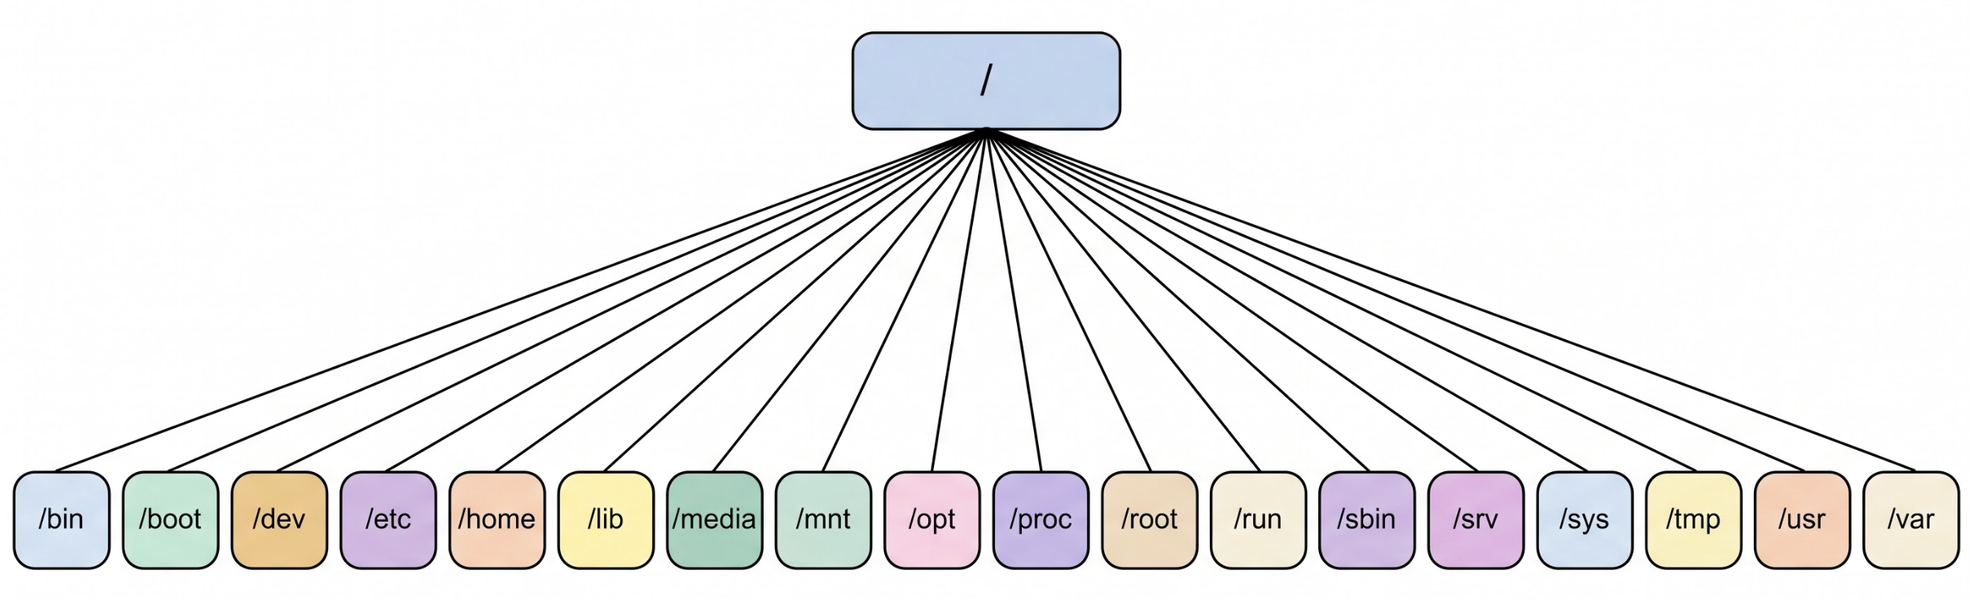 /
/bin
/boot
/dev
/etc
/home
/lib
/media
/mnt
/opt
/proc
/root
/run
/sbin
/srv
/sys
/tmp
/usr
/var